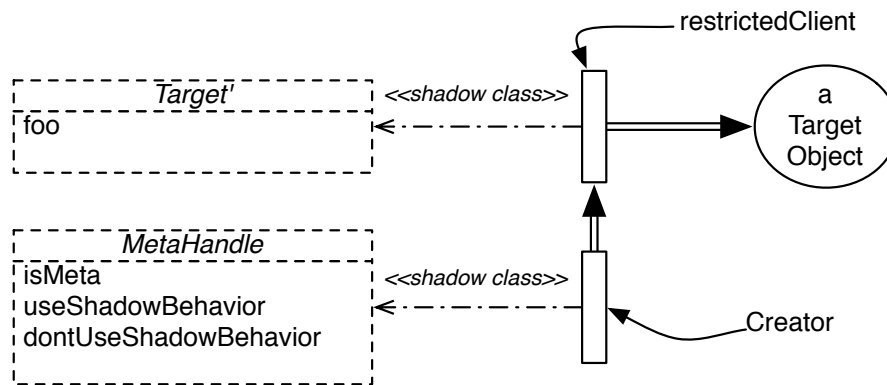 restrictedClient
Target'
<<shadow class>>
foo
a
Target
Object
MetaHandle
<<shadow class>>
isMeta
useShadowBehavior
dontUseShadowBehavior
Creator